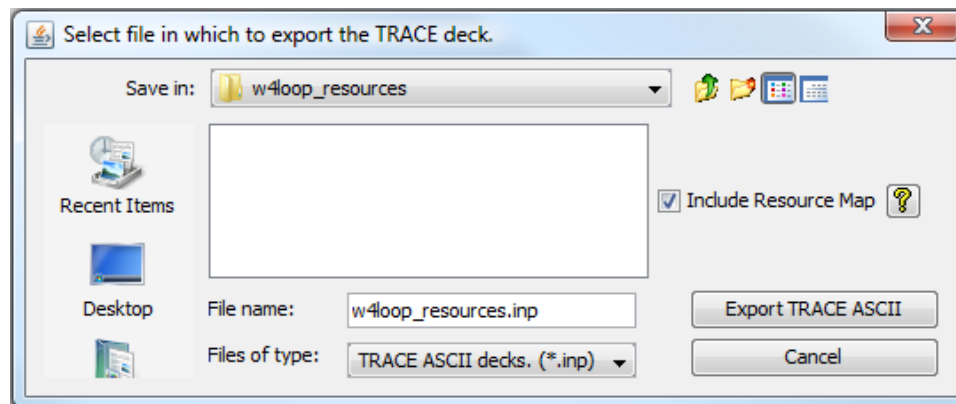 Select file in which to export the TRACE deck.
Save in: w4loop_resources
Recent Items
Include Resource Map
Desktop
File name: w4loop_resources.inp
Export TRACE ASCII
Files of type: TRACE ASCII decks. (*.inp)
Cancel